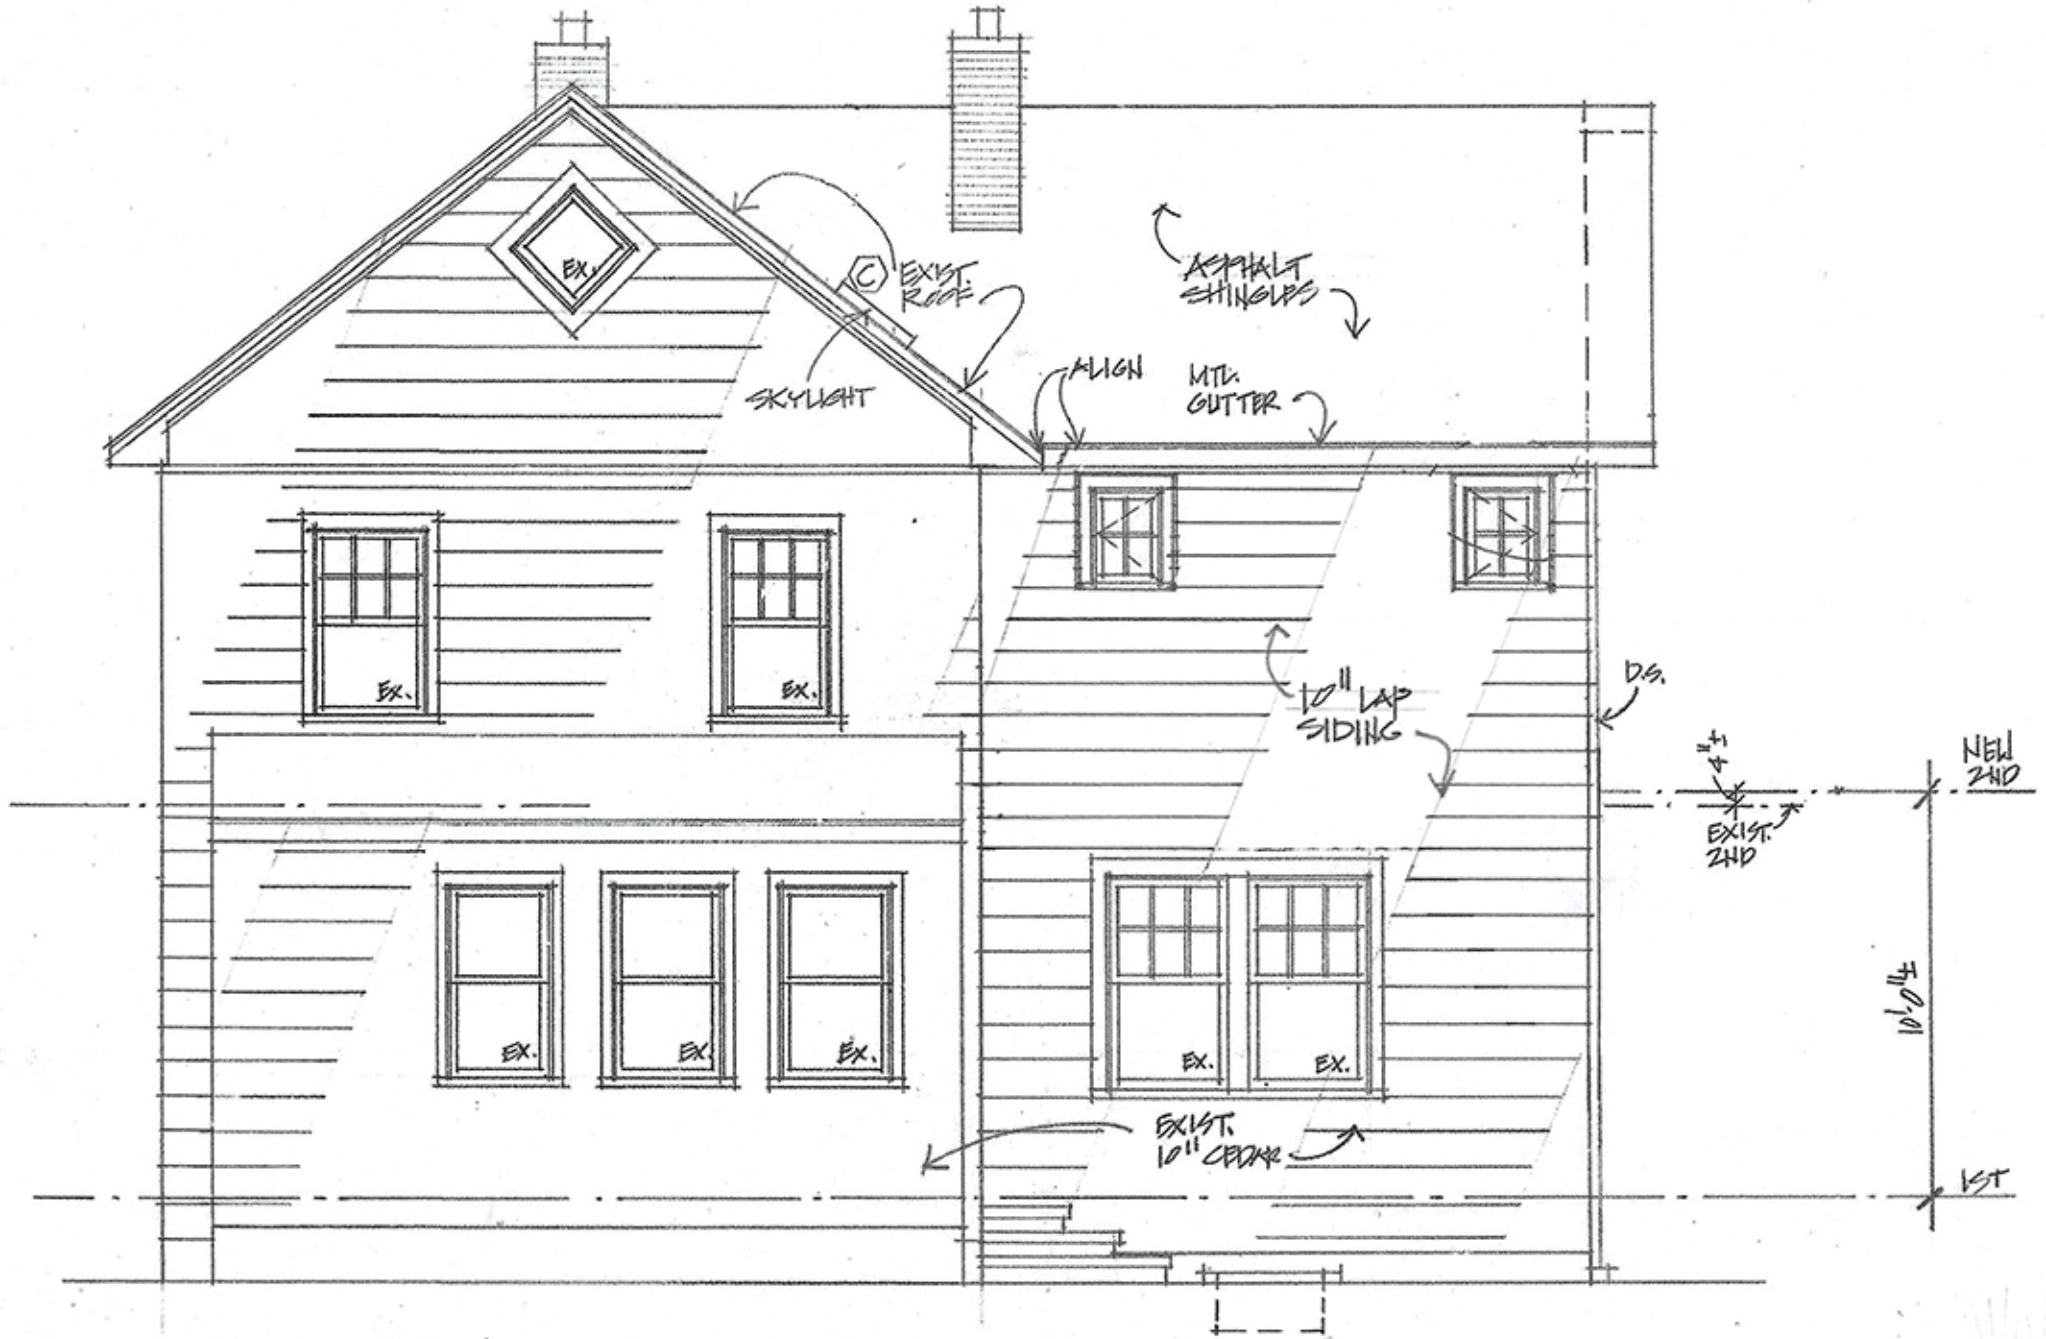 EX.
C
EXIST.
ROOF
ASPHALT
SHINGLES
SKYLIGHT
ALIGN
MTL.
GUTTER
EX.
EX.
10" LAP
SIDING
D.S.
4"±
NEW
2ND
EXIST.
2ND
10'-0"±
EX.
EX.
EX.
EX.
EX.
EXIST.
10" CEDAR
1ST